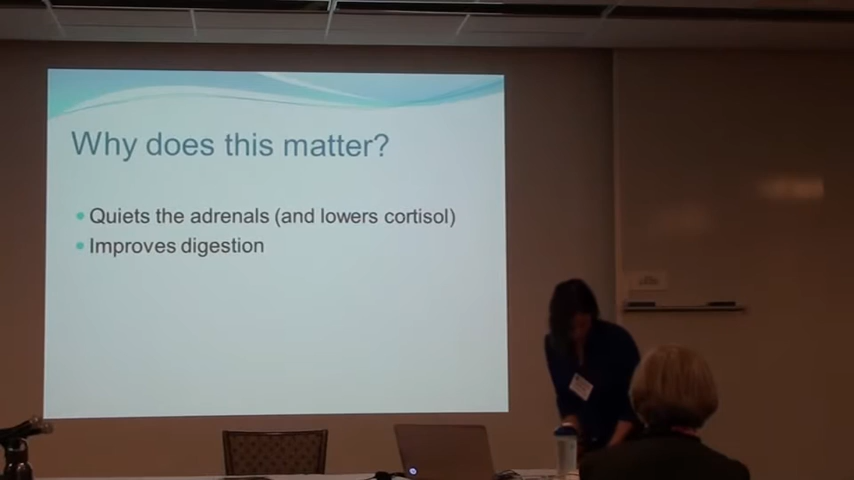 Why does this matter?
Quiets the adrenals (and lowers cortisol)
Improves digestion